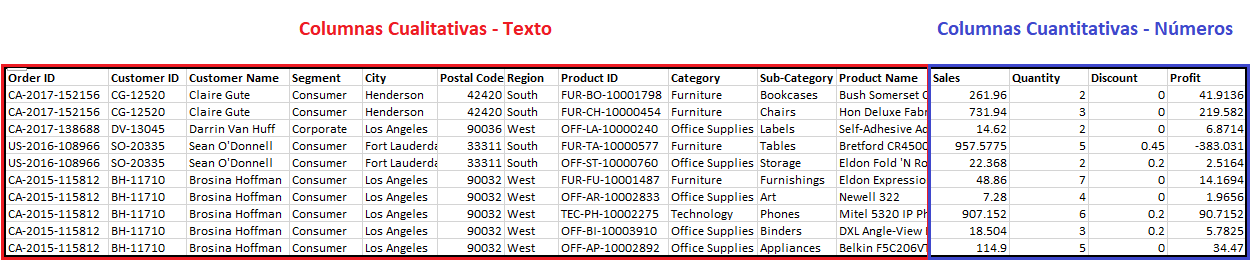 Columnas Cualitativas - Texto Columnas Cuantitativas - Números
Order ID Customer ID Customer Name Segment City Postal Code Region Product ID Category Sub-Category Product Name Sales Quantity Discount Profit
CA-2017-152156 CG-12520 Claire Gute Consumer Henderson 42420 South FUR-BO-10001798 Furniture Bookcases Bush Somerset 261.96 2 0 41.9136
CA-2017-152156 CG-12520 Claire Gute Consumer Henderson 42420 South FUR-CH-10000454 Furniture Chairs Hon Deluxe Fab 731.94 3 0 219.582
CA-2017-138688 DV-13045 Darrin Van Huff Corporate Los Angeles 90036 West OFF-LA-10000240 Office Supplies Labels Self-Adhesive Ad 14.62 2 0 6.8714
US-2016-108966 SO-20335 Sean O'Donnell Consumer Fort Lauderda 33311 South FUR-TA-10000577 Furniture Tables Bretford CR4500 957.5775 5 0.45 -383.031
US-2016-108966 SO-20335 Sean O'Donnell Consumer Fort Lauderda 33311 South OFF-ST-10000760 Office Supplies Storage Eldon Fold 'N Ro 22.368 2 0.2 2.5164
CA-2015-115812 BH-11710 Brosina Hoffman Consumer Los Angeles 90032 West FUR-FU-10001487 Furniture Furnishings Eldon Expression 48.86 7 0 14.1694
CA-2015-115812 BH-11710 Brosina Hoffman Consumer Los Angeles 90032 West OFF-AR-10002833 Office Supplies Art Newell 322 7.28 4 0 1.9656
CA-2015-115812 BH-11710 Brosina Hoffman Consumer Los Angeles 90032 West TEC-PH-10002275 Technology Phones Mitel 5320 IP Ph 907.152 6 0.2 90.7152
CA-2015-115812 BH-11710 Brosina Hoffman Consumer Los Angeles 90032 West OFF-BI-10003910 Office Supplies Binders DXL Angle-View 18.504 3 0.2 5.7825
CA-2015-115812 BH-11710 Brosina Hoffman Consumer Los Angeles 90032 West OFF-AP-10002892 Office Supplies Appliances Belkin F5C206VT 114.9 5 0 34.47